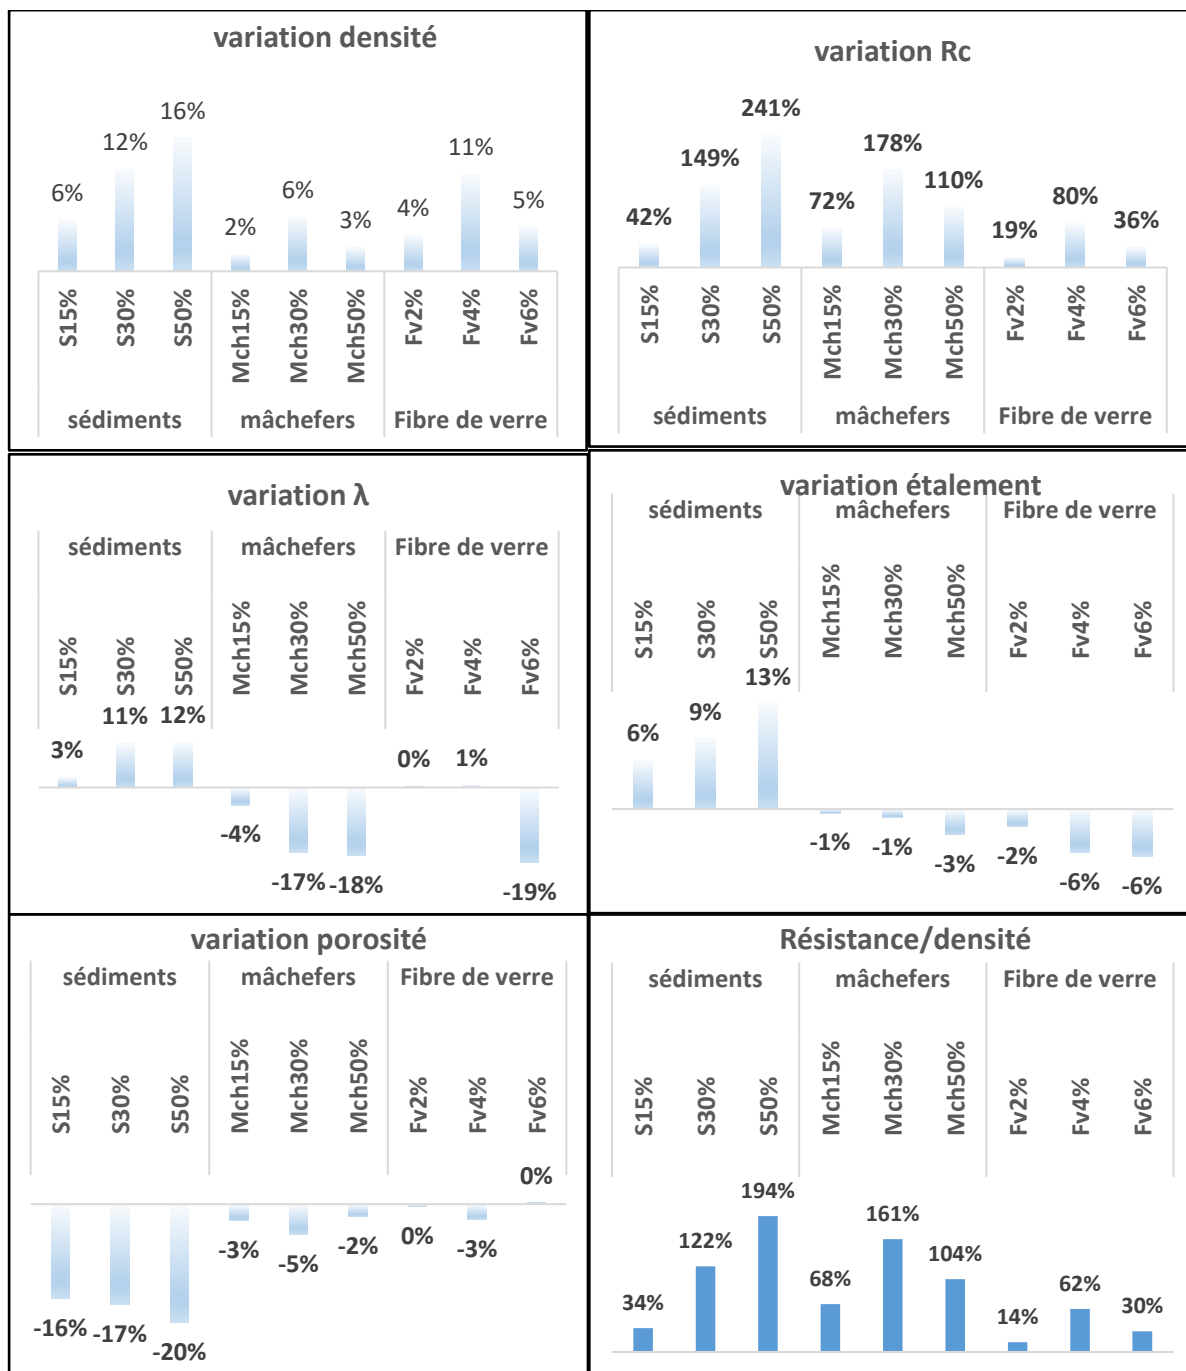 variation densité
6% 12% 16% 2% 6% 3% 4% 11% 5%
S15% S30% S50% Mch15% Mch30% Mch50% Fv2% Fv4% Fv6%
sédiments mâchefers Fibre de verre
variation Rc
42% 149% 241% 72% 178% 110% 19% 80% 36%
S15% S30% S50% Mch15% Mch30% Mch50% Fv2% Fv4% Fv6%
sédiments mâchefers Fibre de verre
variation λ
sédiments mâchefers Fibre de verre
S15% S30% S50% Mch15% Mch30% Mch50% Fv2% Fv4% Fv6%
3% 11% 12% -4% -17% -18% 0% 1% -19%
variation étalement
sédiments mâchefers Fibre de verre
S15% S30% S50% Mch15% Mch30% Mch50% Fv2% Fv4% Fv6%
6% 9% 13% -1% -1% -3% -2% -6% -6%
variation porosité
sédiments mâchefers Fibre de verre
S15% S30% S50% Mch15% Mch30% Mch50% Fv2% Fv4% Fv6%
-16% -17% -20% -3% -5% -2% 0% -3% 0%
Résistance/densité
sédiments mâchefers Fibre de verre
S15% S30% S50% Mch15% Mch30% Mch50% Fv2% Fv4% Fv6%
34% 122% 194% 68% 161% 104% 14% 62% 30%